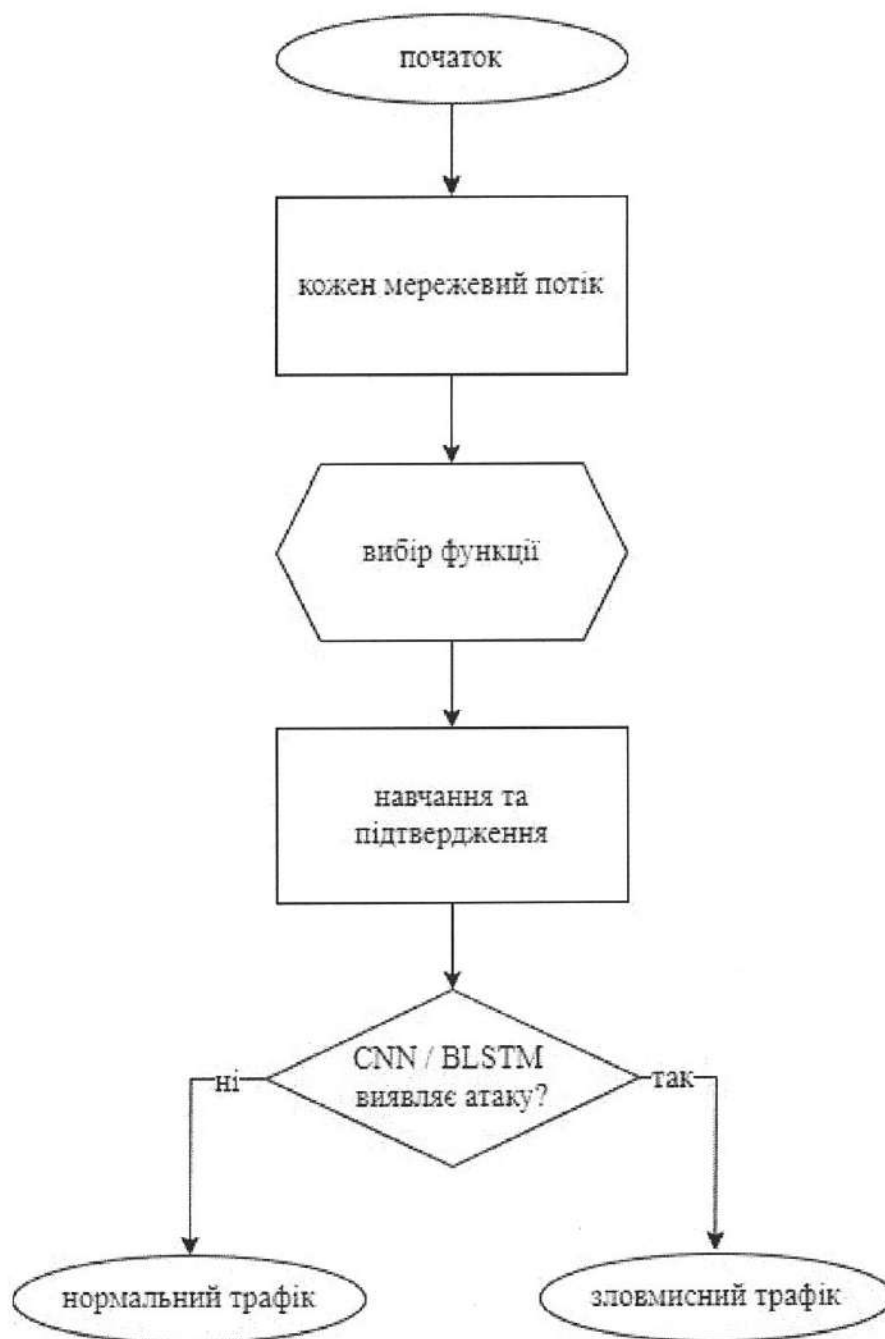 початок
кожен мережевий потік
вибір функції
навчання та
підтвердження
CNN / BLSTM
виявляє атаку?
ні
так
нормальний трафік
зловмисний трафік